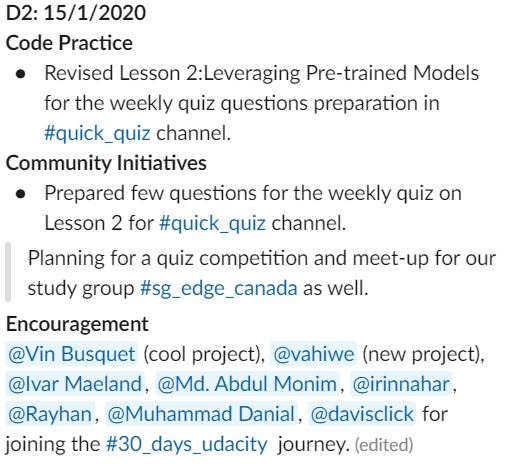 D2: 15/1/2020
Code Practice
● Revised Lesson 2:Leveraging Pre-trained Models
for the weekly quiz questions preparation in
#quick_quiz channel.
Community Initiatives
● Prepared few questions for the weekly quiz on
Lesson 2 for #quick_quiz channel.
Planning for a quiz competition and meet-up for our
study group #sg_edge_canada as well.
Encouragement
@Vin Busquet (cool project), @vahiwe (new project),
@Ivar Maeland, @Md. Abdul Monim, @irinnahar,
@Rayhan, @Muhammad Danial, @davisclick for
joining the #30_days_udacity journey. (edited)